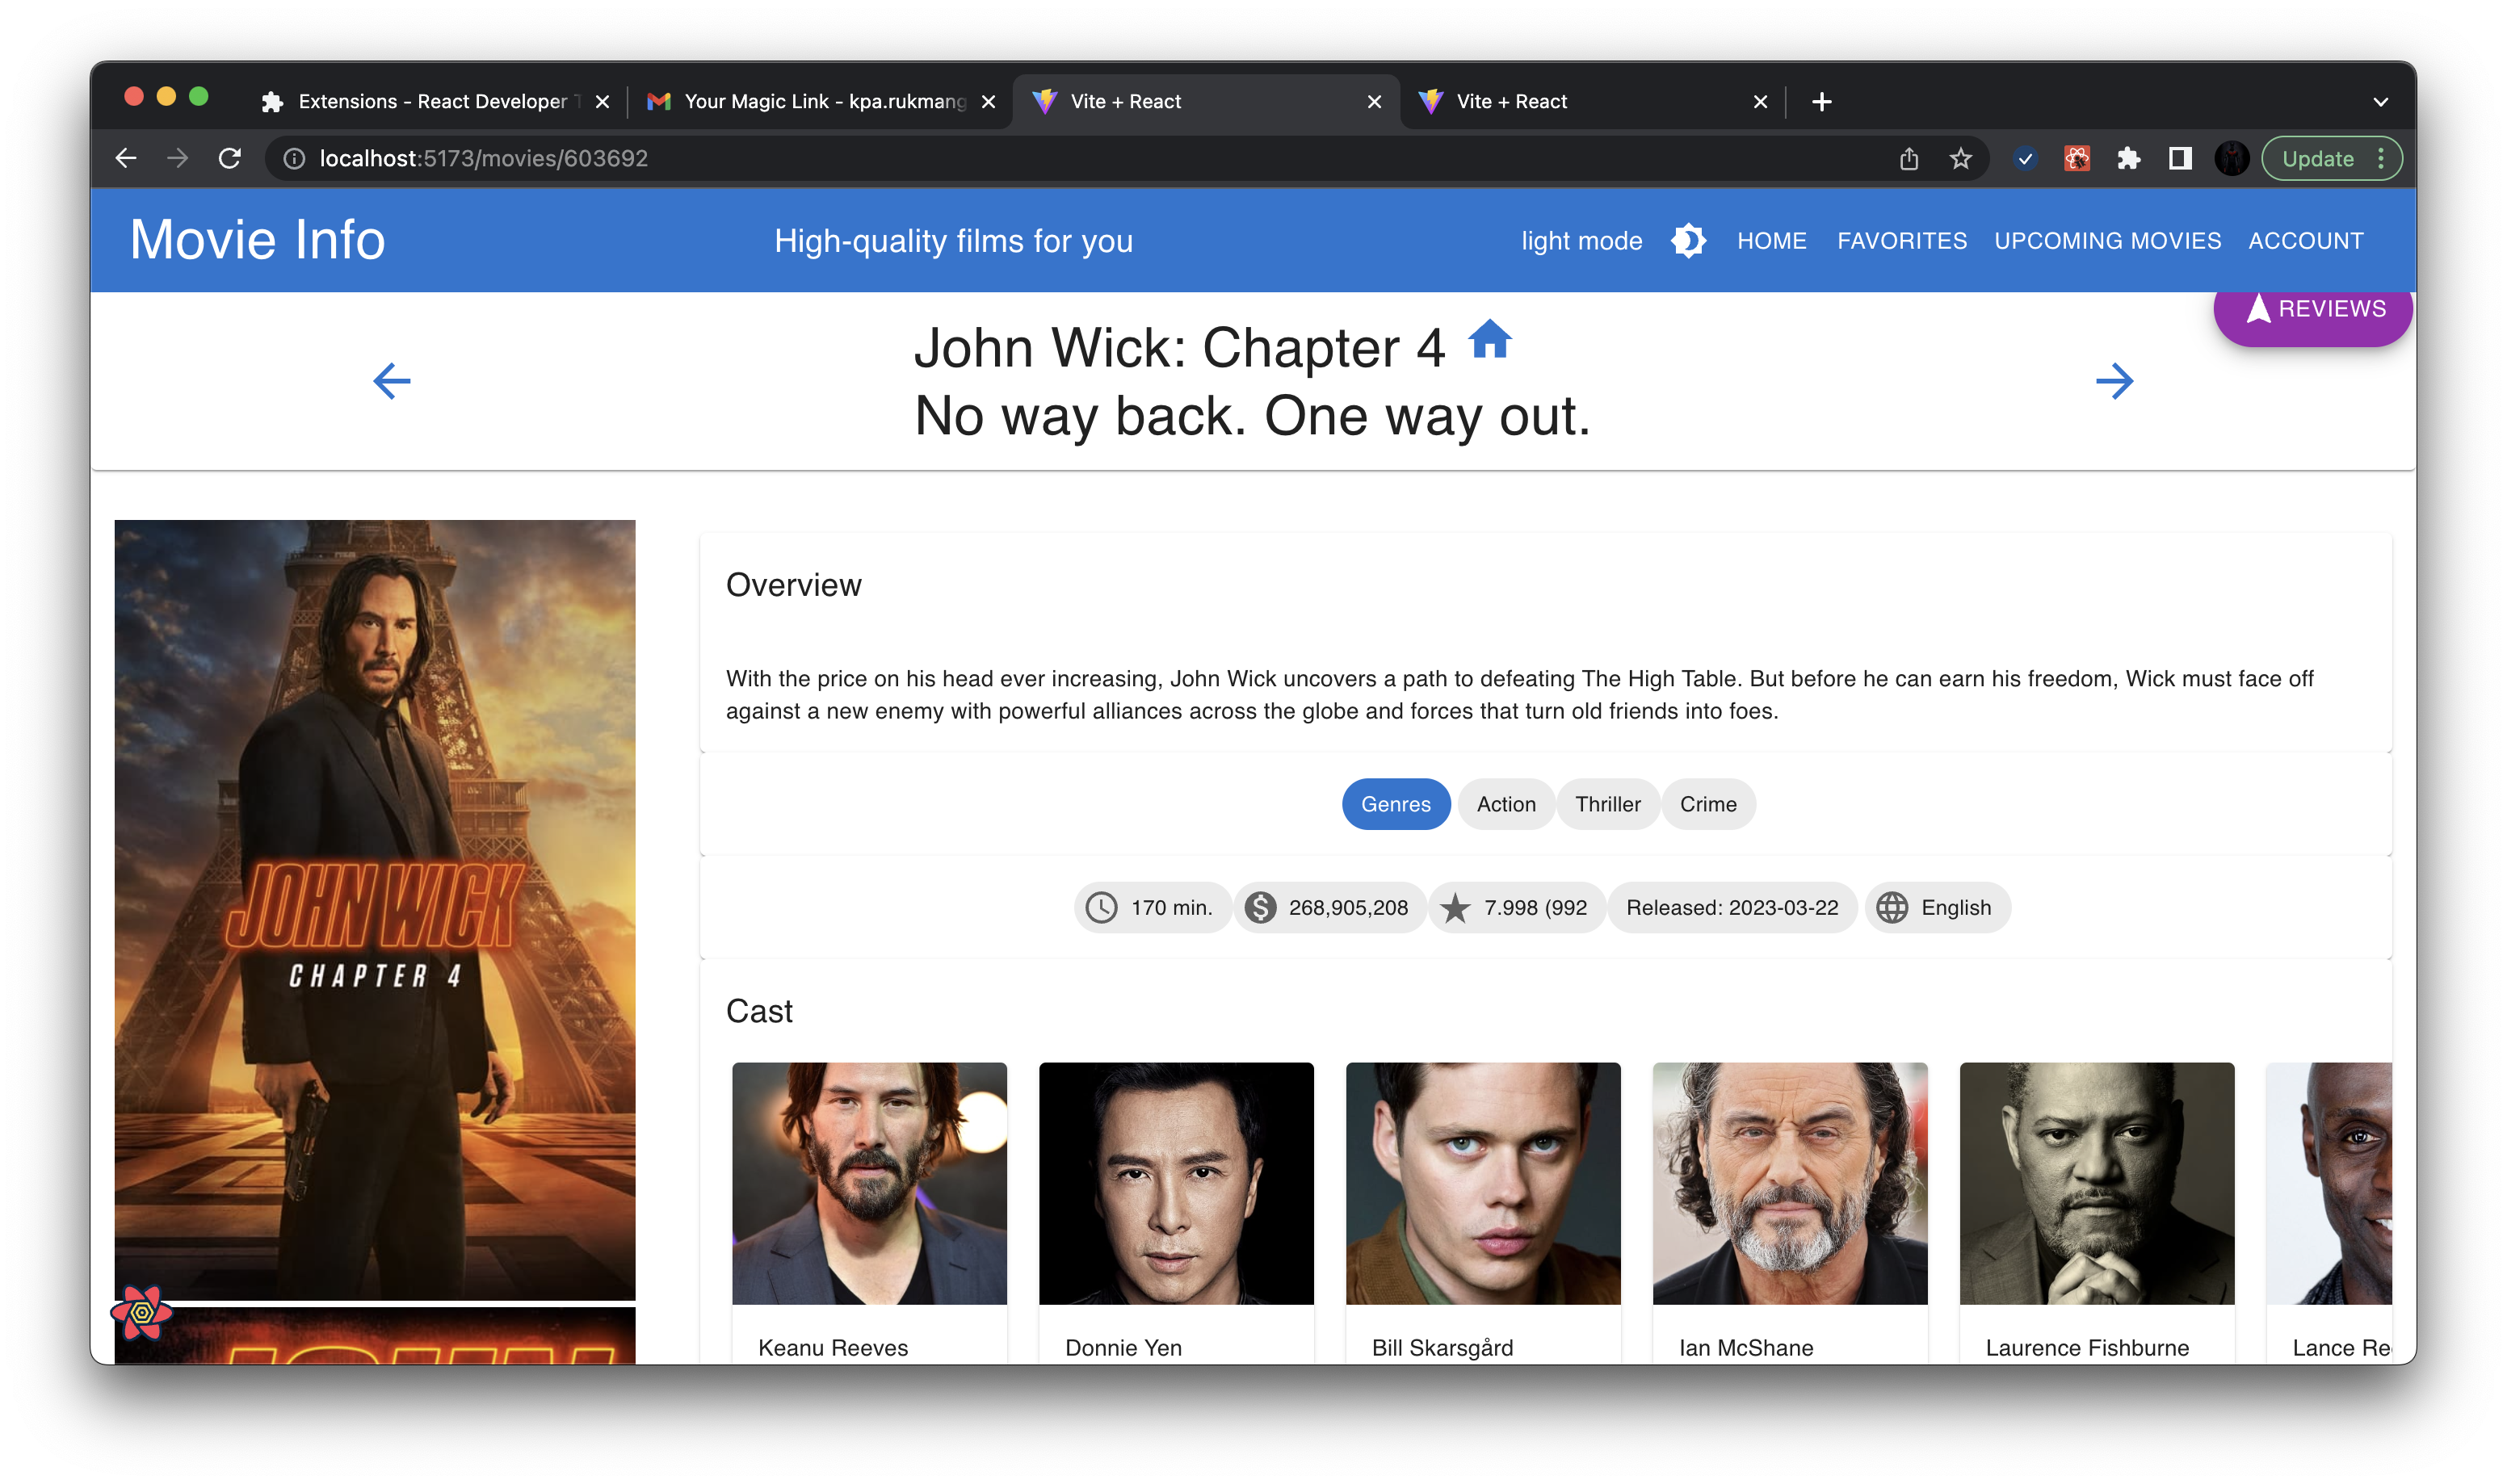 Extensions - React Developer
Your Magic Link - kpa.rukmang
Vite + React
Vite + React
localhost:5173/movies/603692
Update
Movie Info
High-quality films for you
light mode
HOME
FAVORITES
UPCOMING MOVIES
ACCOUNT
REVIEWS
John Wick: Chapter 4
No way back. One way out.
JOHN WICK
CHAPTER 4
Overview
With the price on his head ever increasing, John Wick uncovers a path to defeating The High Table. But before he can earn his freedom, Wick must face off
against a new enemy with powerful alliances across the globe and forces that turn old friends into foes.
Genres
Action
Thriller
Crime
170 min.
268,905,208
7.998 (992
Released: 2023-03-22
English
Cast
Keanu Reeves
Donnie Yen
Bill Skarsgård
Ian McShane
Laurence Fishburne
Lance